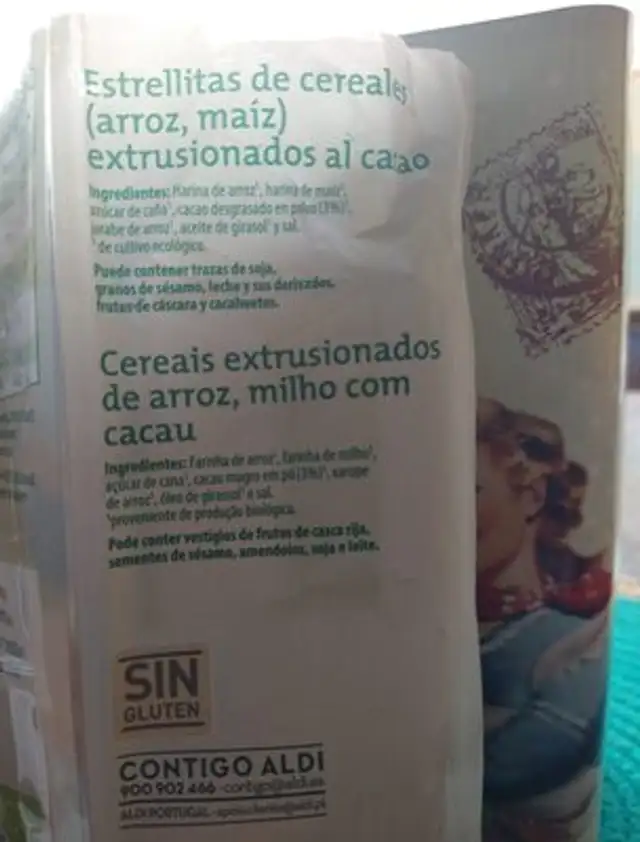 Estrellitas de cereales
(arroz, maíz)
extrusionados al cacao
Ingredientes: Harina de arroz¹, harina de maíz¹,
azúcar de caña¹, cacao desgrasado en polvo (3%)¹,
jarabe de arroz¹, aceite de girasol¹ y sal.
¹de cultivo ecológico.
Puede contener trazas de soja,
granos de sésamo, leche y sus derivados,
frutas de cáscara y cacahuetes.
Cereais extrusionados
de arroz, milho com
cacau
Ingredientes: Farinha de arroz¹, farinha de milho¹,
açúcar de cana¹, cacau magro em pó (3%)¹, xarope
de arroz¹, óleo de girassol¹ e sal.
¹proveniente de produção biológica.
Pode conter vestígios de frutos de casca rija,
sementes de sésamo, amendoins, soja e leite.
SIN
GLUTEN
CONTIGO ALDI
900 902 466 - contigo@aldi.es
ALDI PORTUGAL -